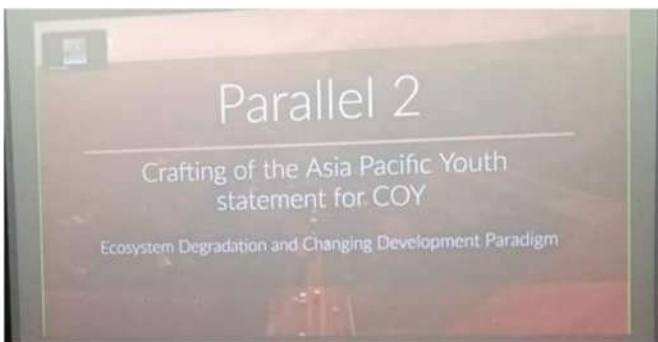 Parallel 2
Crafting of the Asia Pacific Youth
statement for COY
Ecosystem Degradation and Changing Development Paradigm